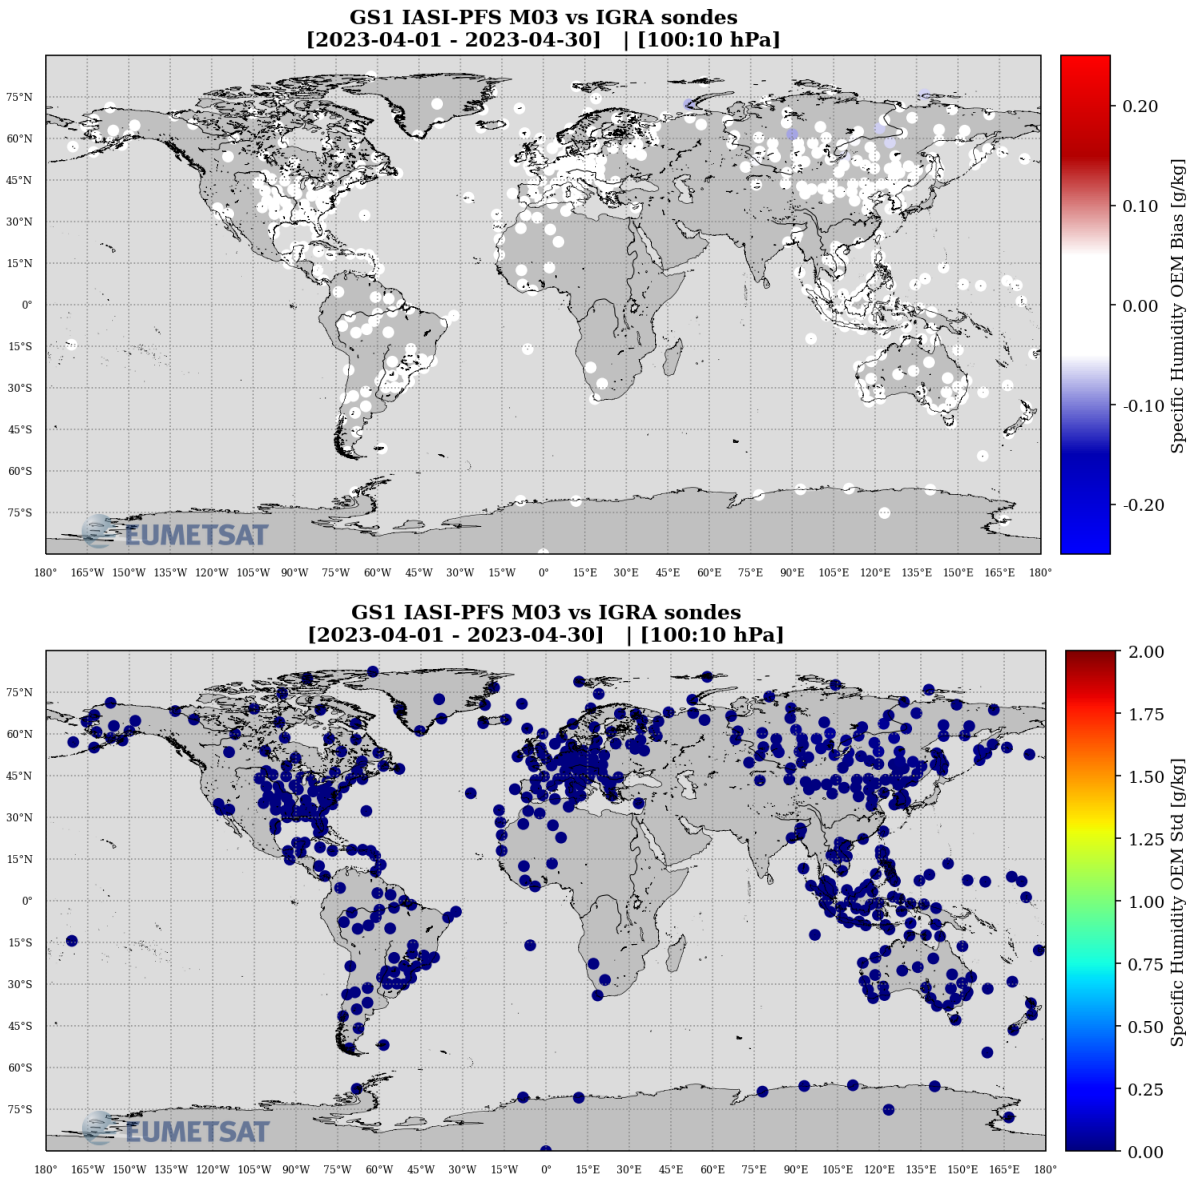 GS1 IASI-PFS M03 vs IGRA sondes
[2023-04-01 - 2023-04-30] | [100:10 hPa]
75°N
60°N
45°N
30°N
15°N
0°
15°S
30°S
45°S
60°S
75°S
180° 165°W 150°W 135°W 120°W 105°W 90°W 75°W 60°W 45°W 30°W 15°W 0° 15°E 30°E 45°E 60°E 75°E 90°E 105°E 120°E 135°E 150°E 165°E 180°
EUMETSAT
0.20
0.10
0.00
-0.10
-0.20
Specific Humidity OEM Bias [g/kg]
GS1 IASI-PFS M03 vs IGRA sondes
[2023-04-01 - 2023-04-30] | [100:10 hPa]
75°N
60°N
45°N
30°N
15°N
0°
15°S
30°S
45°S
60°S
75°S
180° 165°W 150°W 135°W 120°W 105°W 90°W 75°W 60°W 45°W 30°W 15°W 0° 15°E 30°E 45°E 60°E 75°E 90°E 105°E 120°E 135°E 150°E 165°E 180°
EUMETSAT
2.00
1.75
1.50
1.25
1.00
0.75
0.50
0.25
0.00
Specific Humidity OEM Std [g/kg]